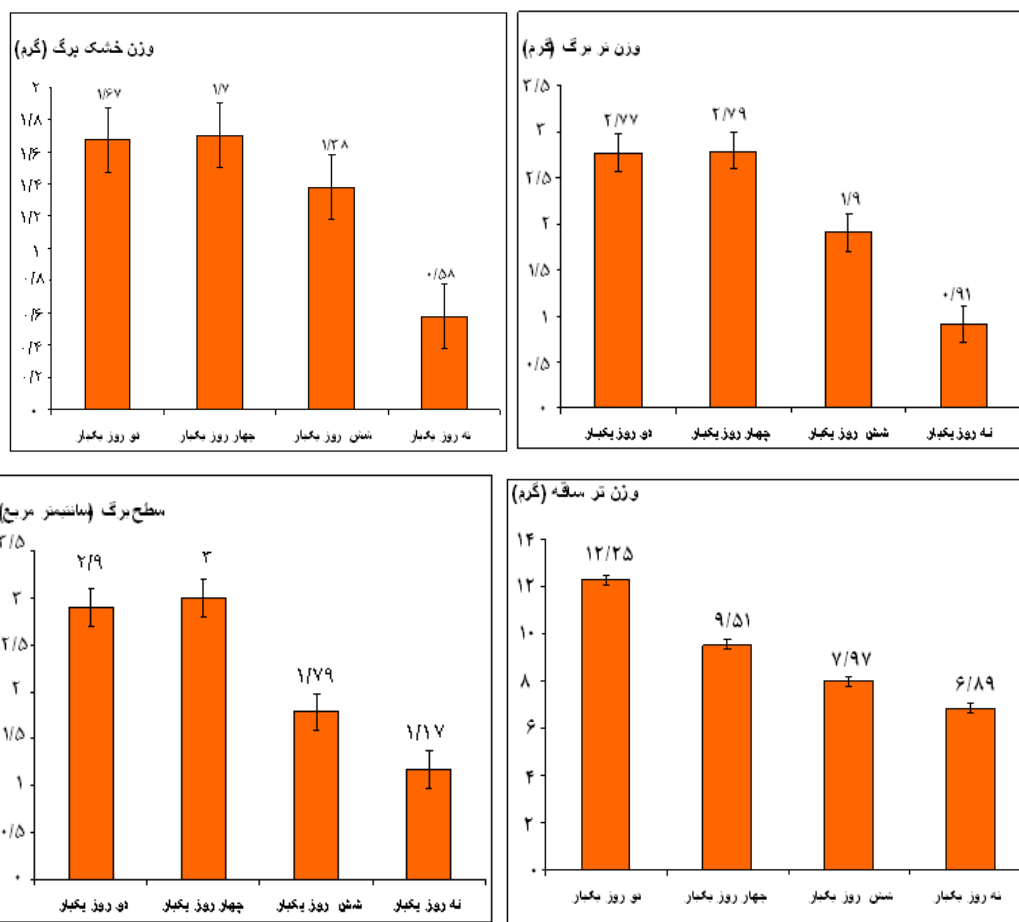 وزن خشک برگ (گرم)
۲
۱/۸
۱/۶
۱/۴
۱/۲
۱
۰/۸
۰/۶
۰/۴
۰/۲
۰
۱/۶۷
۱/۷
۱/۳۸
۰/۵۸
دو روز یکبار
چهار روز یکبار
شش روز یکبار
نه روز یکبار
وزن تر برگ (گرم)
۳/۵
۳
۲/۵
۲
۱/۵
۱
۰/۵
۰
۲/۷۷
۲/۷۹
۱/۹
۰/۹۱
دو روز یکبار
چهار روز یکبار
شش روز یکبار
نه روز یکبار
سطح برگ (سانتیمتر مربع)
۳/۵
۳
۲/۵
۲
۱/۵
۱
۰/۵
۰
۲/۹
۳
۱/۷۹
۱/۱۷
دو روز یکبار
چهار روز یکبار
شش روز یکبار
نه روز یکبار
وزن تر ساقه (گرم)
۱۴
۱۲
۱۰
۸
۶
۴
۲
۰
۱۲/۲۵
۹/۵۱
۷/۹۷
۶/۸۹
دو روز یکبار
چهار روز یکبار
شش روز یکبار
نه روز یکبار